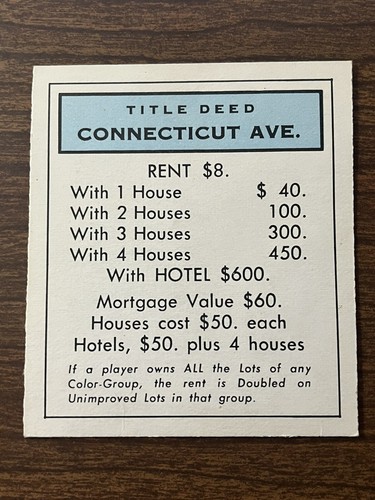 TITLE DEED
CONNECTICUT AVE.
RENT $8.
With 1 House $ 40.
With 2 Houses 100.
With 3 Houses 300.
With 4 Houses 450.
With HOTEL $600.
Mortgage Value $60.
Houses cost $50. each
Hotels, $50. plus 4 houses
If a player owns ALL the Lots of any
Color-Group, the rent is Doubled on
Unimproved Lots in that group.